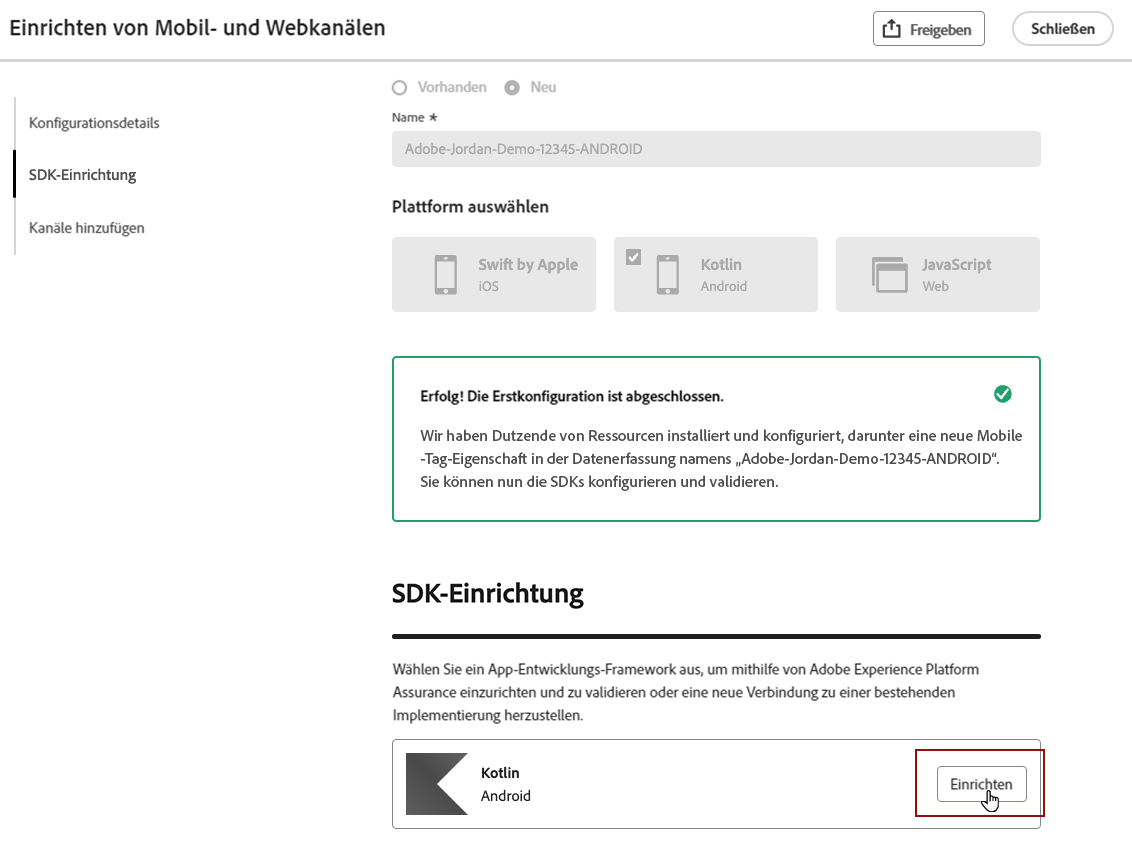 Einrichten von Mobil- und Webkanälen
Freigeben
Schließen
Konfigurationsdetails
SDK-Einrichtung
Kanäle hinzufügen
Vorhanden
Neu
Name *
Adobe-Jordan-Demo-12345-ANDROID
Plattform auswählen
Swift by Apple
iOS
Kotlin
Android
JavaScript
Web
Erfolg! Die Erstkonfiguration ist abgeschlossen.
Wir haben Dutzende von Ressourcen installiert und konfiguriert, darunter eine neue Mobile
-Tag-Eigenschaft in der Datenerfassung namens „Adobe-Jordan-Demo-12345-ANDROID“.
Sie können nun die SDKs konfigurieren und validieren.
SDK-Einrichtung
Wählen Sie ein App-Entwicklungs-Framework aus, um mithilfe von Adobe Experience Platform
Assurance einzurichten und zu validieren oder eine neue Verbindung zu einer bestehenden
Implementierung herzustellen.
Kotlin
Android
Einrichten